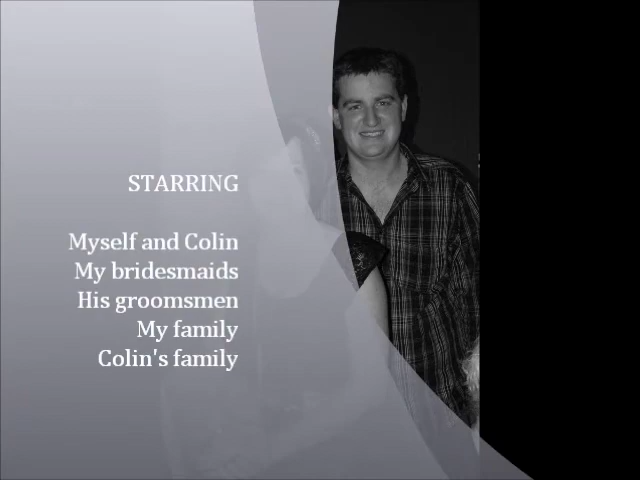 STARRING
Myself and Colin
My bridesmaids
His groomsmen
My family
Colin's family